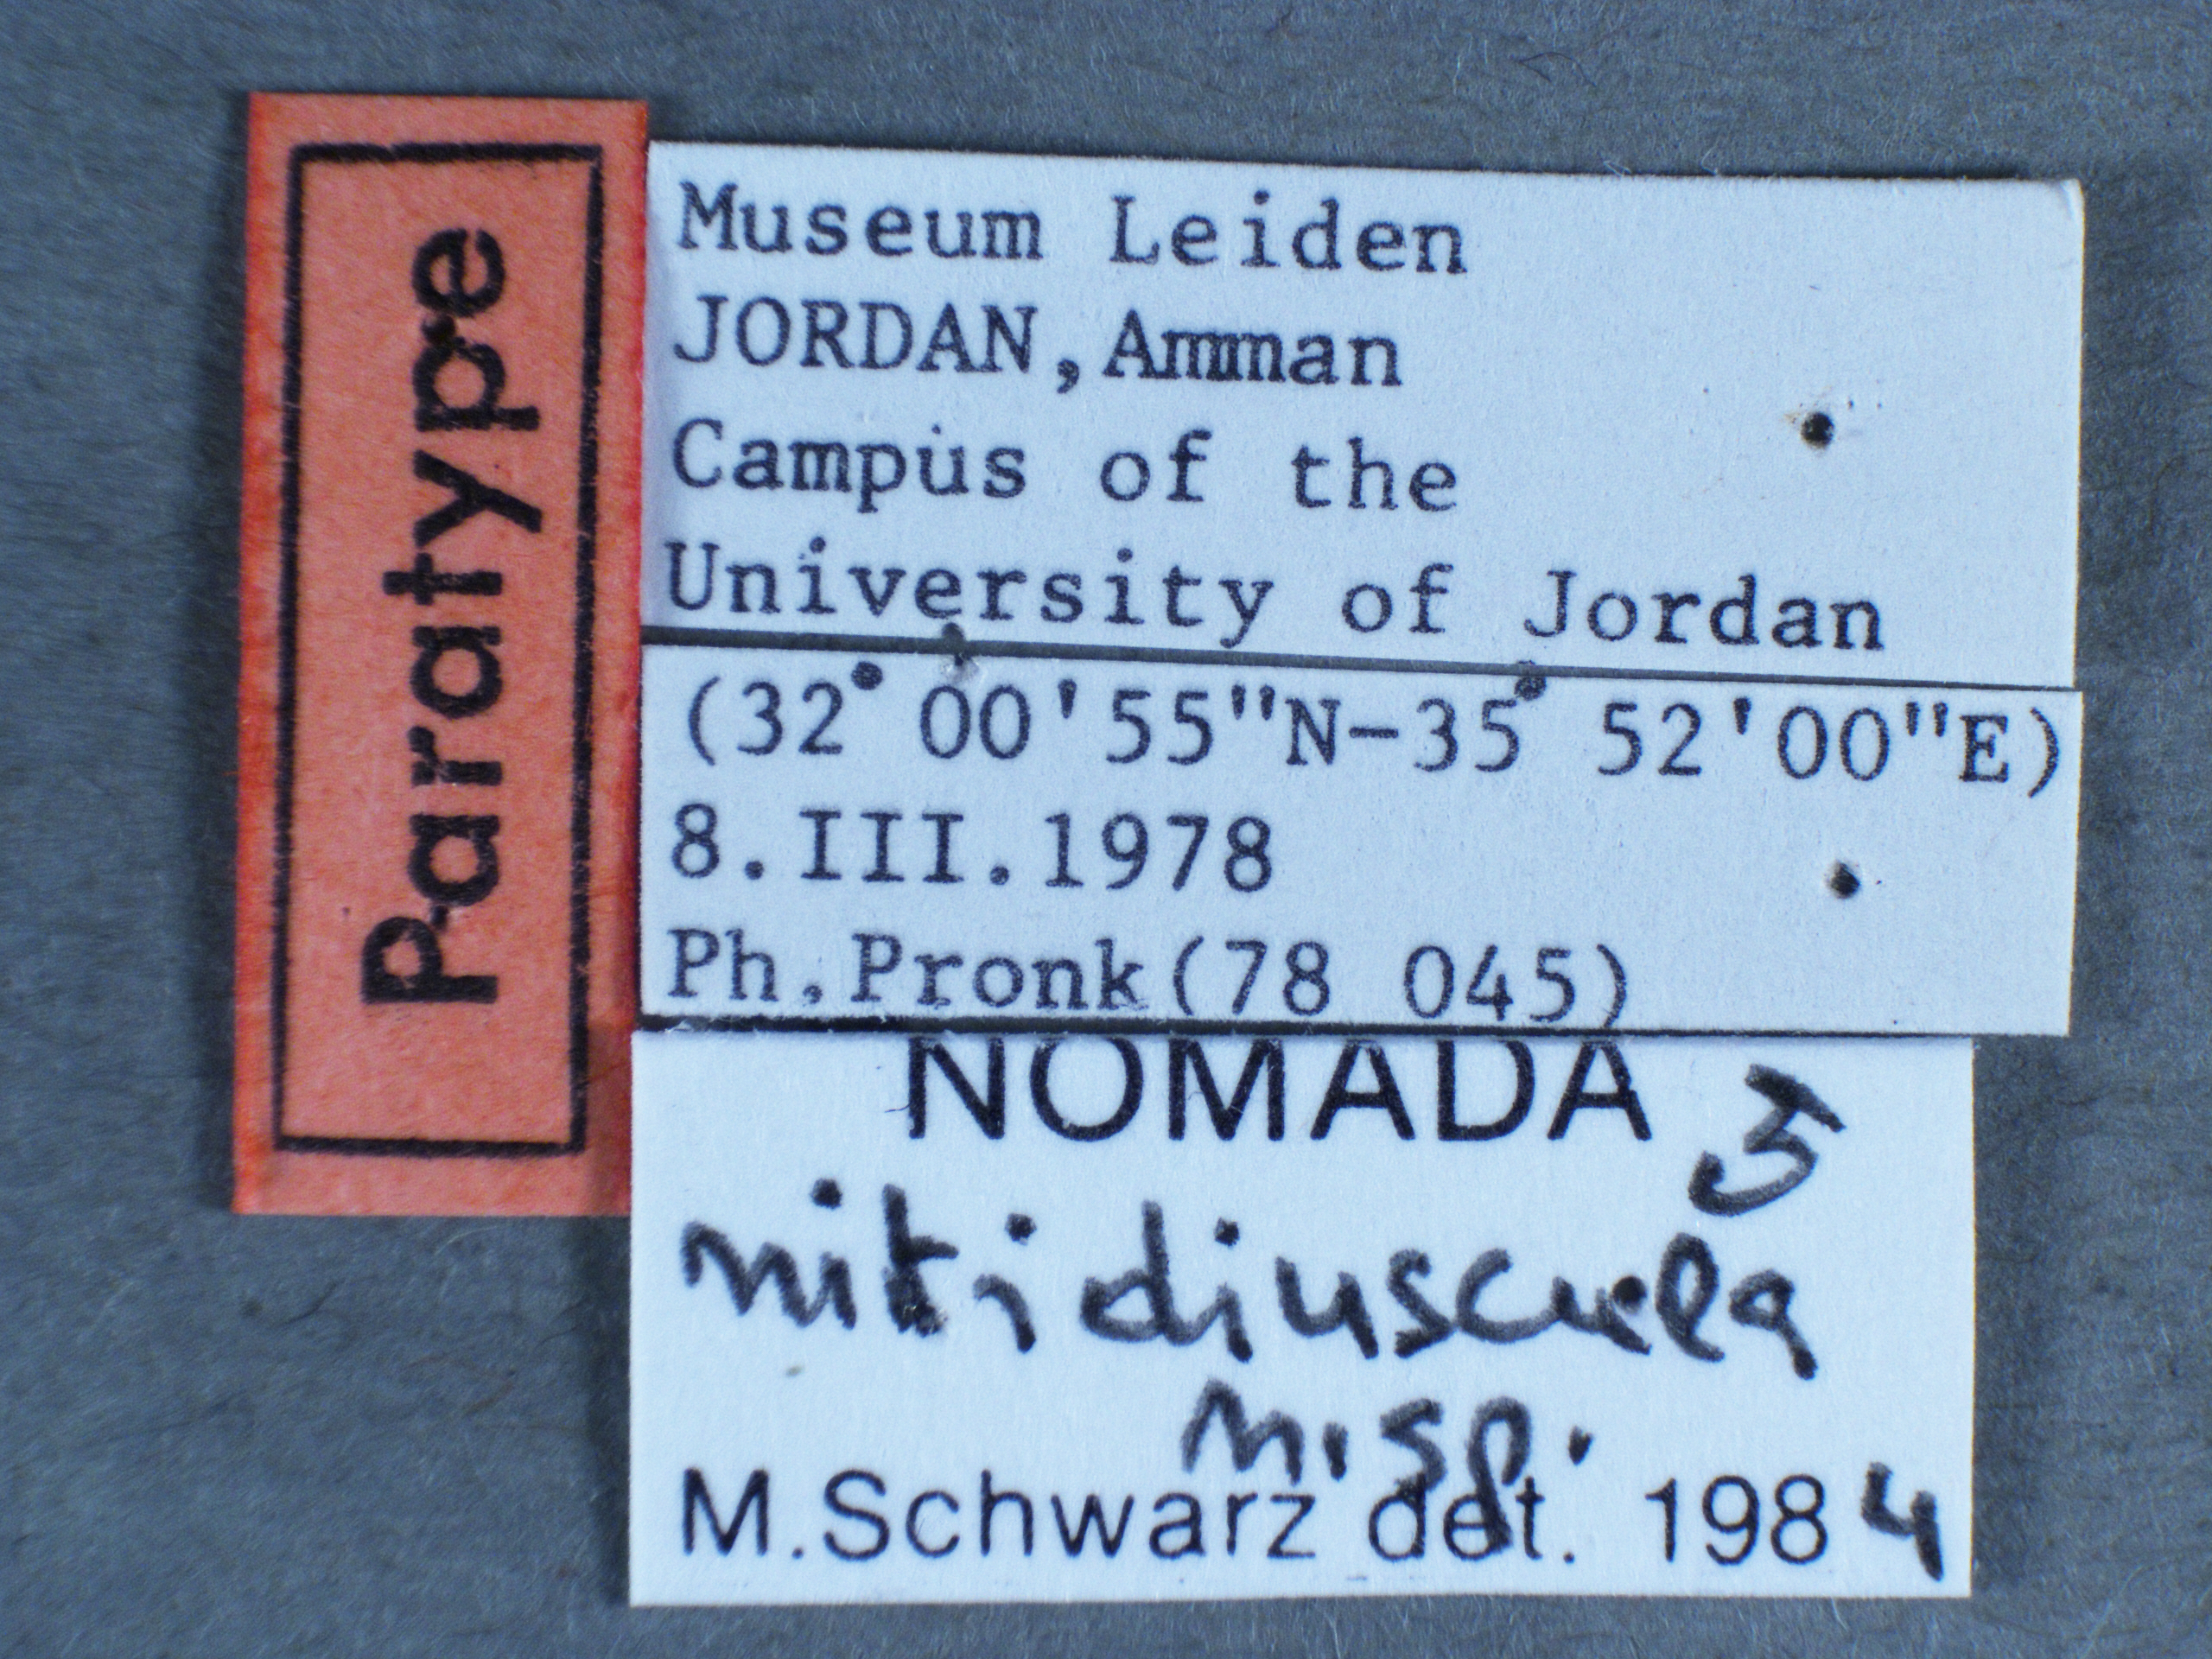 Paratype
Museum Leiden
JORDAN, Amman
Campus of the
University of Jordan
(32° 00'55"N-35° 52'00"E)
8.III.1978
Ph.Pronk(78 045)
NOMADA
nitidiuscula
n.sp.
M.Schwarz det. 1984